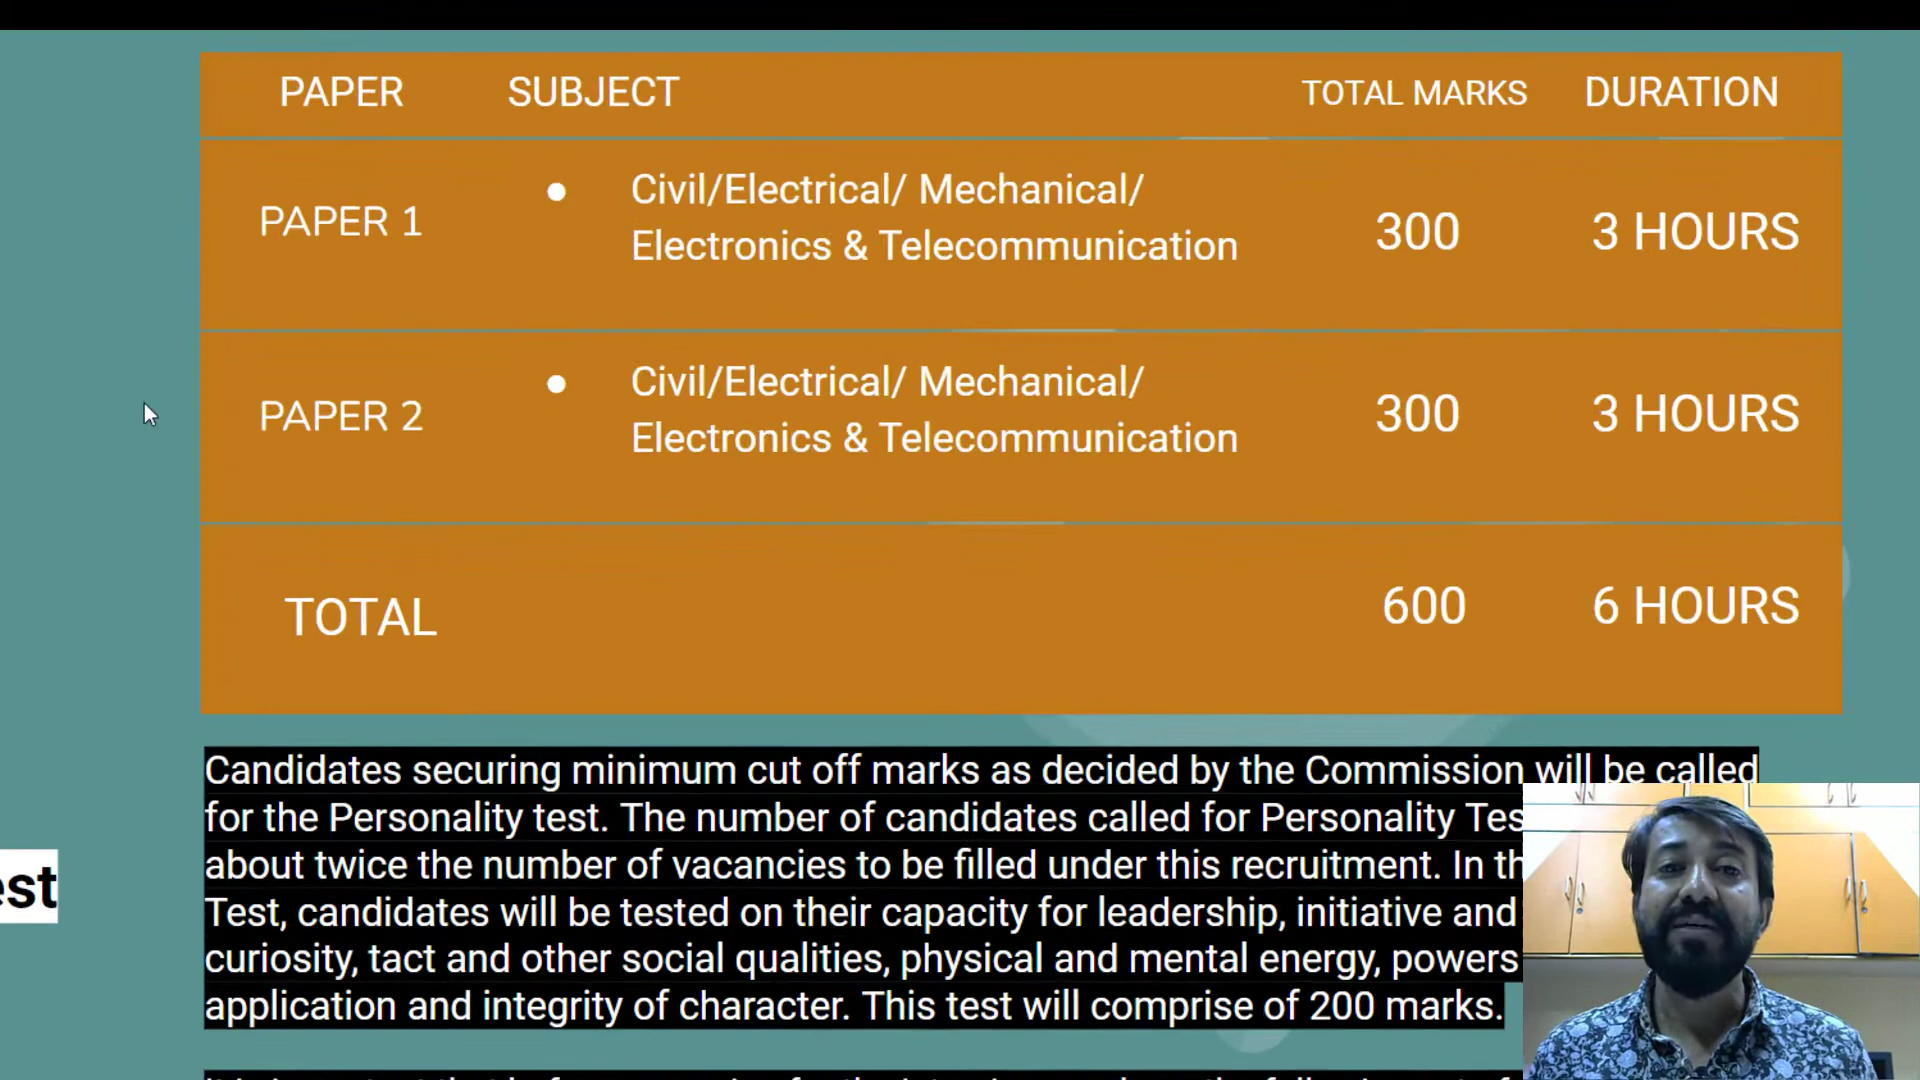 PAPER SUBJECT TOTAL MARKS DURATION
PAPER 1
• Civil/Electrical/ Mechanical/
Electronics & Telecommunication
300 3 HOURS
PAPER 2
• Civil/Electrical/ Mechanical/
Electronics & Telecommunication
300 3 HOURS
TOTAL 600 6 HOURS
Candidates securing minimum cut off marks as decided by the Commission will be called
for the Personality test. The number of candidates called for Personality Tes
about twice the number of vacancies to be filled under this recruitment. In th
Test, candidates will be tested on their capacity for leadership, initiative and
curiosity, tact and other social qualities, physical and mental energy, powers
application and integrity of character. This test will comprise of 200 marks.
est